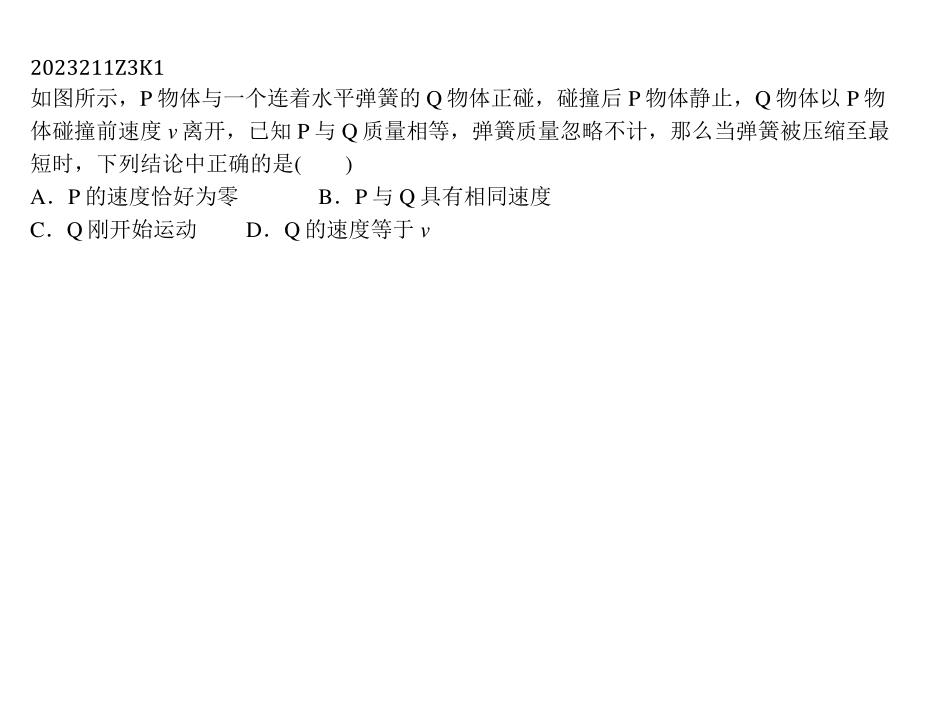 2023211Z3K1
如图所示，P 物体与一个连着水平弹簧的 Q 物体正碰，碰撞后 P 物体静止，Q 物体以 P 物
体碰撞前速度 v 离开，已知 P 与 Q 质量相等，弹簧质量忽略不计，那么当弹簧被压缩至最
短时，下列结论中正确的是(　　)
A．P 的速度恰好为零　　　　B．P 与 Q 具有相同速度
C．Q 刚开始运动　　D．Q 的速度等于 v